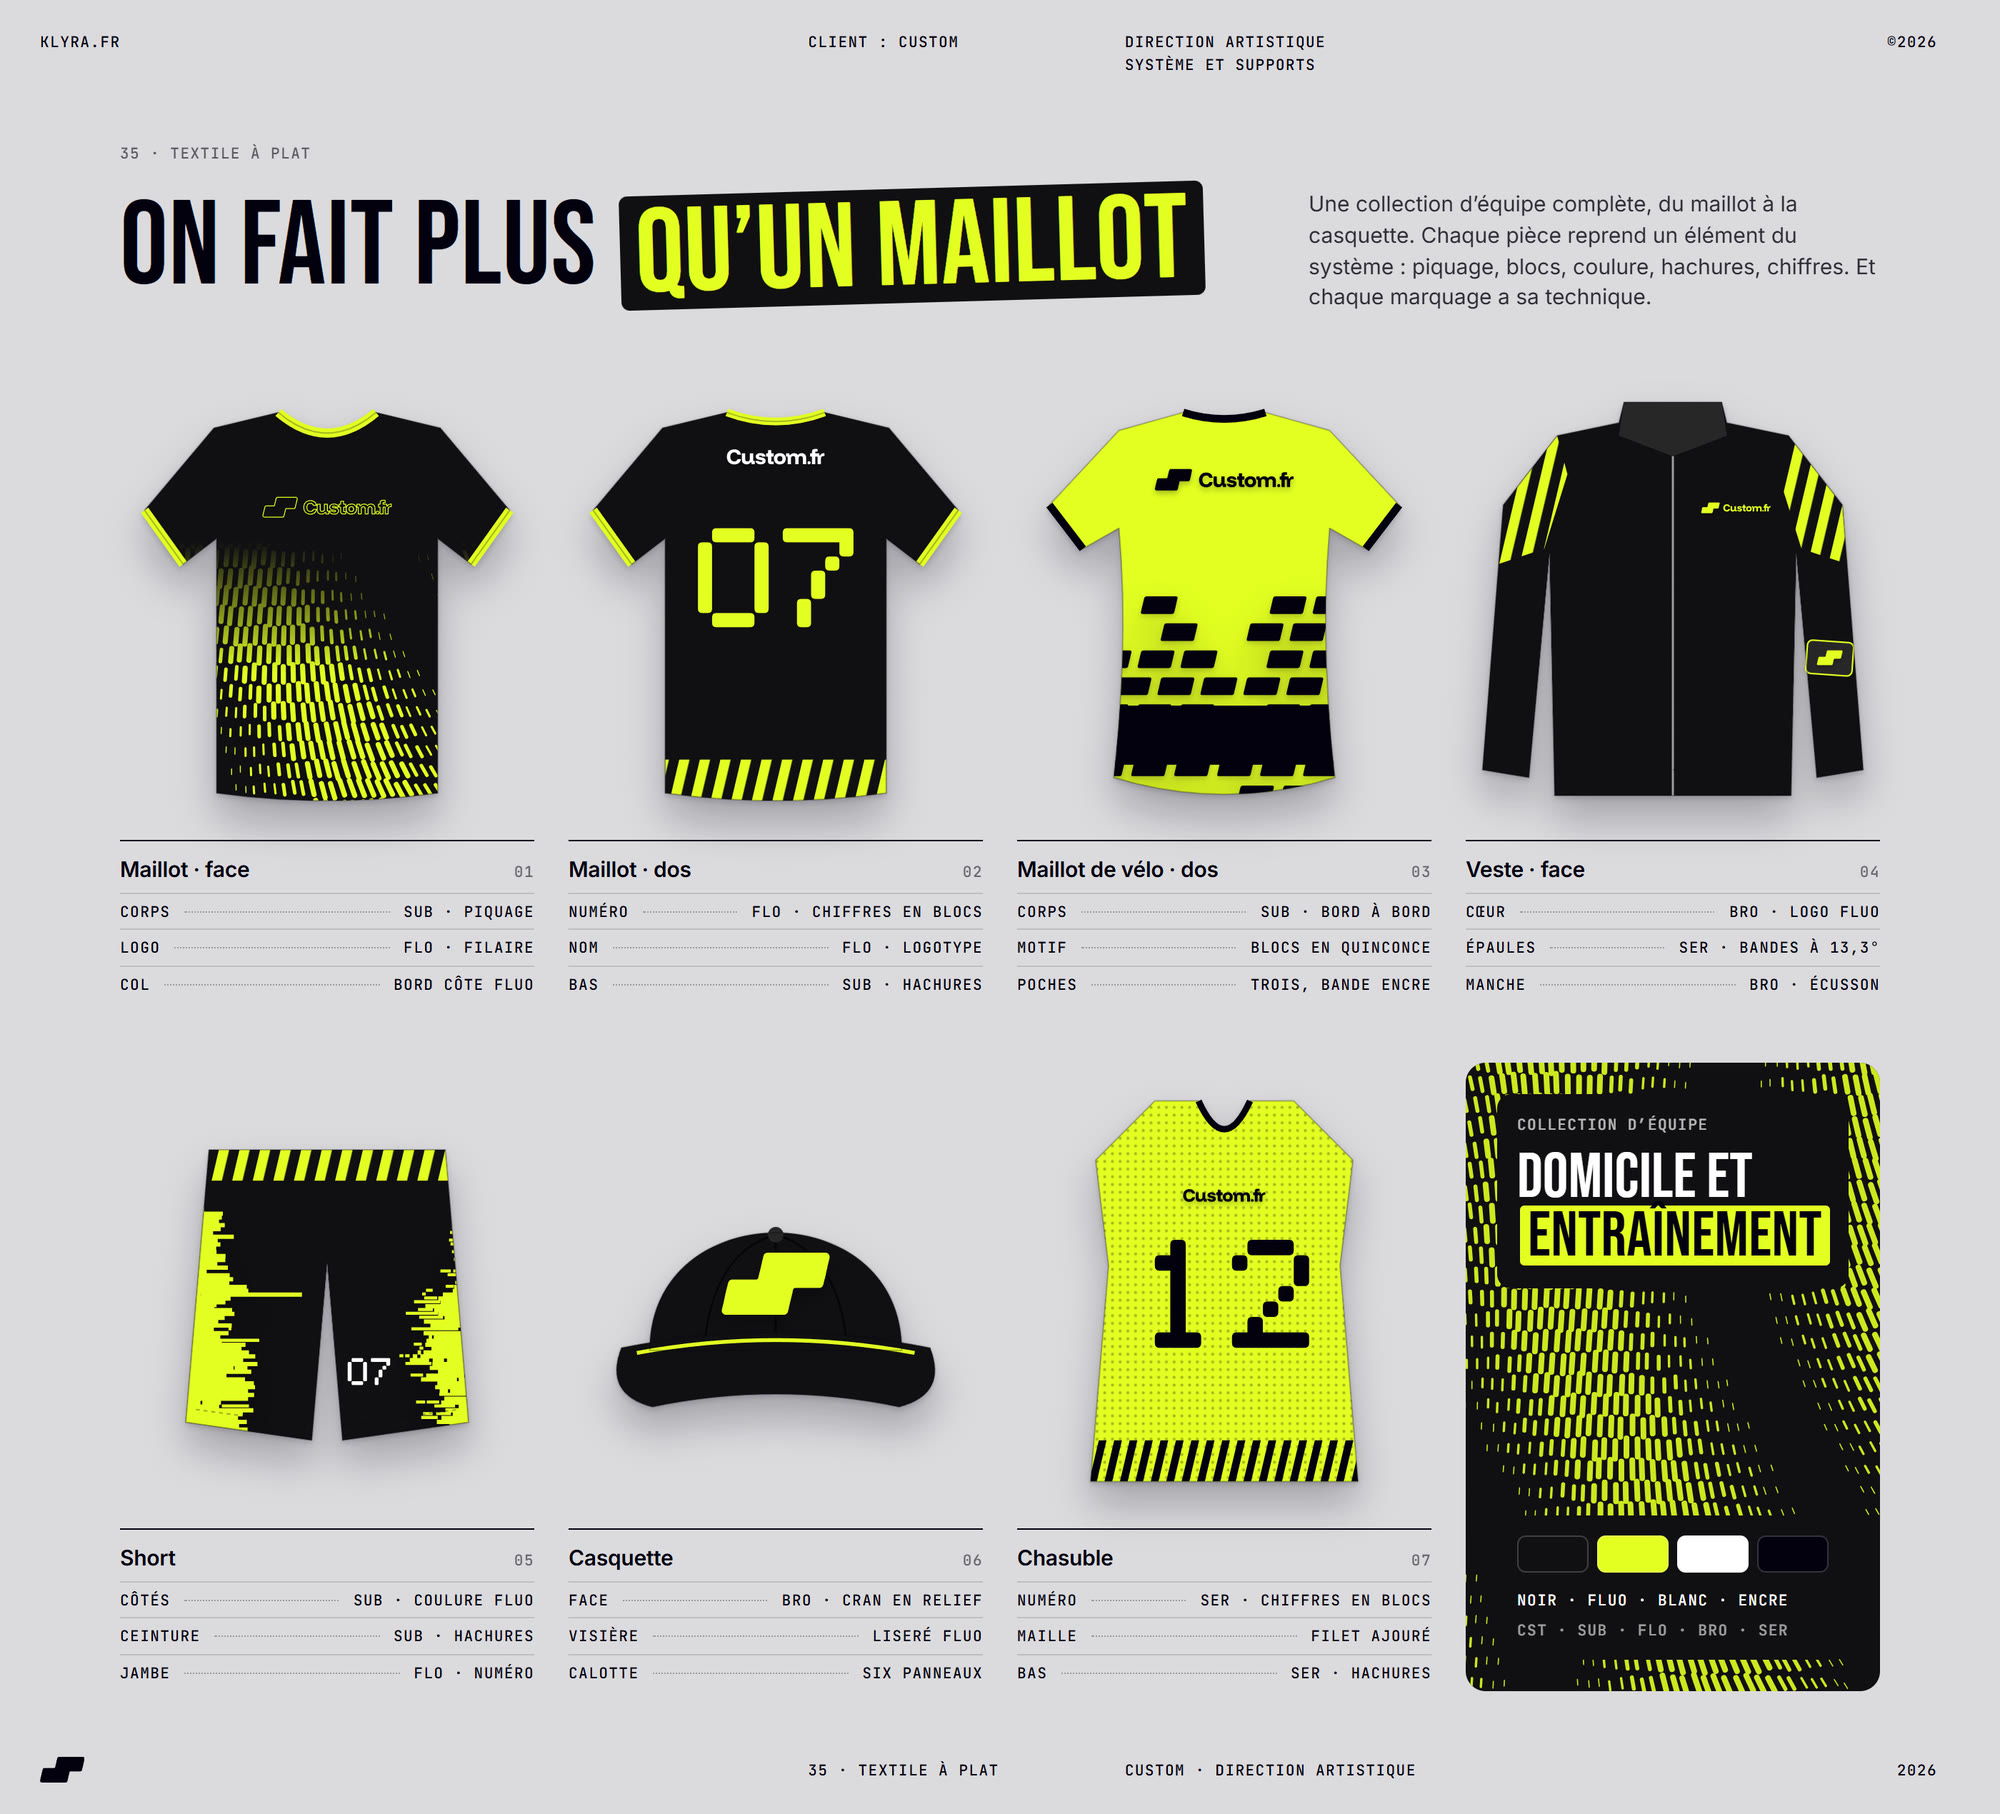 KLYRA.FR
CLIENT : CUSTOM
DIRECTION ARTISTIQUE
SYSTÈME ET SUPPORTS
©2026
35 · TEXTILE À PLAT
ON FAIT PLUS QU’UN MAILLOT
Une collection d’équipe complète, du maillot à la
casquette. Chaque pièce reprend un élément du
système : piquage, blocs, coulure, hachures, chiffres. Et
chaque marquage a sa technique.
Custom.fr
Custom.fr
07
Custom.fr
Custom.fr
Maillot · face 01
CORPS SUB · PIQUAGE
LOGO FLO · FILAIRE
COL BORD CÔTE FLUO
Maillot · dos 02
NUMÉRO FLO · CHIFFRES EN BLOCS
NOM FLO · LOGOTYPE
BAS SUB · HACHURES
Maillot de vélo · dos 03
CORPS SUB · BORD À BORD
MOTIF BLOCS EN QUINCONCE
POCHES TROIS, BANDE ENCRE
Veste · face 04
CŒUR BRO · LOGO FLUO
ÉPAULES SER · BANDES À 13,3°
MANCHE BRO · ÉCUSSON
07
Custom.fr
12
COLLECTION D’ÉQUIPE
DOMICILE ET
ENTRAÎNEMENT
NOIR · FLUO · BLANC · ENCRE
CST · SUB · FLO · BRO · SER
Short 05
CÔTÉS SUB · COULURE FLUO
CEINTURE SUB · HACHURES
JAMBE FLO · NUMÉRO
Casquette 06
FACE BRO · CRAN EN RELIEF
VISIÈRE LISERÉ FLUO
CALOTTE SIX PANNEAUX
Chasuble 07
NUMÉRO SER · CHIFFRES EN BLOCS
MAILLE FILET AJOURÉ
BAS SER · HACHURES
35 · TEXTILE À PLAT
CUSTOM · DIRECTION ARTISTIQUE
2026